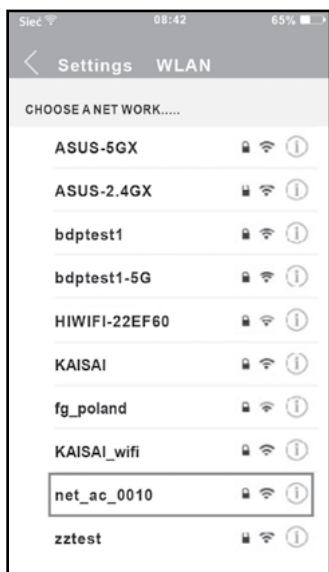 Sieć 08:42 65%
Settings WLAN
CHOOSE A NET WORK.....
ASUS-5GX
ASUS-2.4GX
bdptest1
bdptest1-5G
HIWIFI-22EF60
KAISAI
fg_poland
KAISAI_wifi
net_ac_0010
zztest